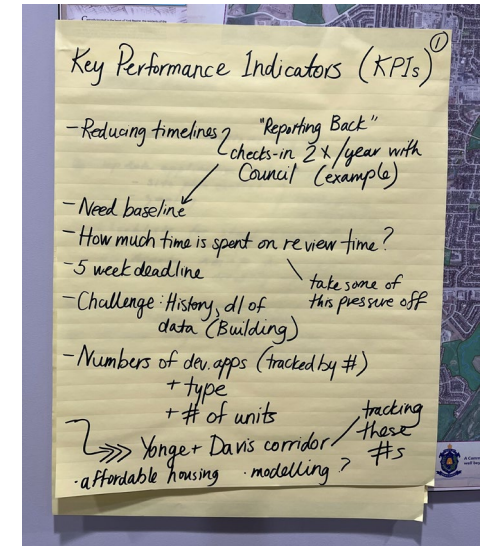 ①
Key Performance Indicators (KPIs)
- Reducing timelines? "Reporting Back"
checks-in 2x/year with
Council (example)
- Need baseline
- How much time is spent on review time?
- 5 week deadline
take some of
this pressure off
- Challenge: History, dl of
data (Building)
- Numbers of dev. apps (tracked by #)
+ type
+ # of units
Yonge + Davis corridor / tracking
these
#s
· affordable housing · modelling?